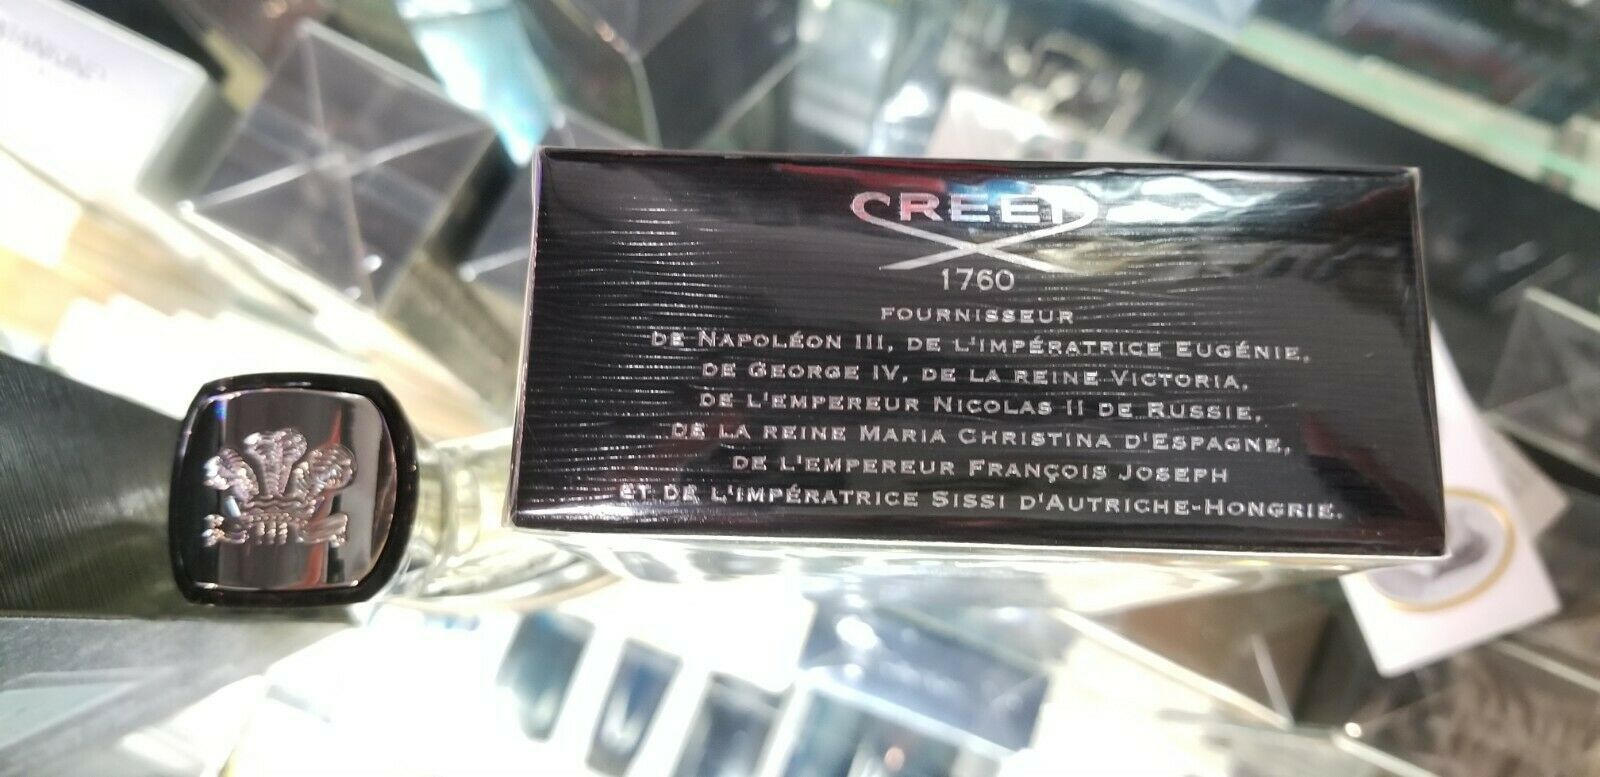 CREED
1760
FOURNISSEUR
DE NAPOLÉON III, DE L'IMPÉRATRICE EUGÉNIE,
DE GEORGE IV, DE LA REINE VICTORIA,
DE L'EMPEREUR NICOLAS II DE RUSSIE,
DE LA REINE MARIA CHRISTINA D'ESPAGNE,
DE L'EMPEREUR FRANÇOIS JOSEPH
ET DE L'IMPÉRATRICE SISSI D'AUTRICHE-HONGRIE.